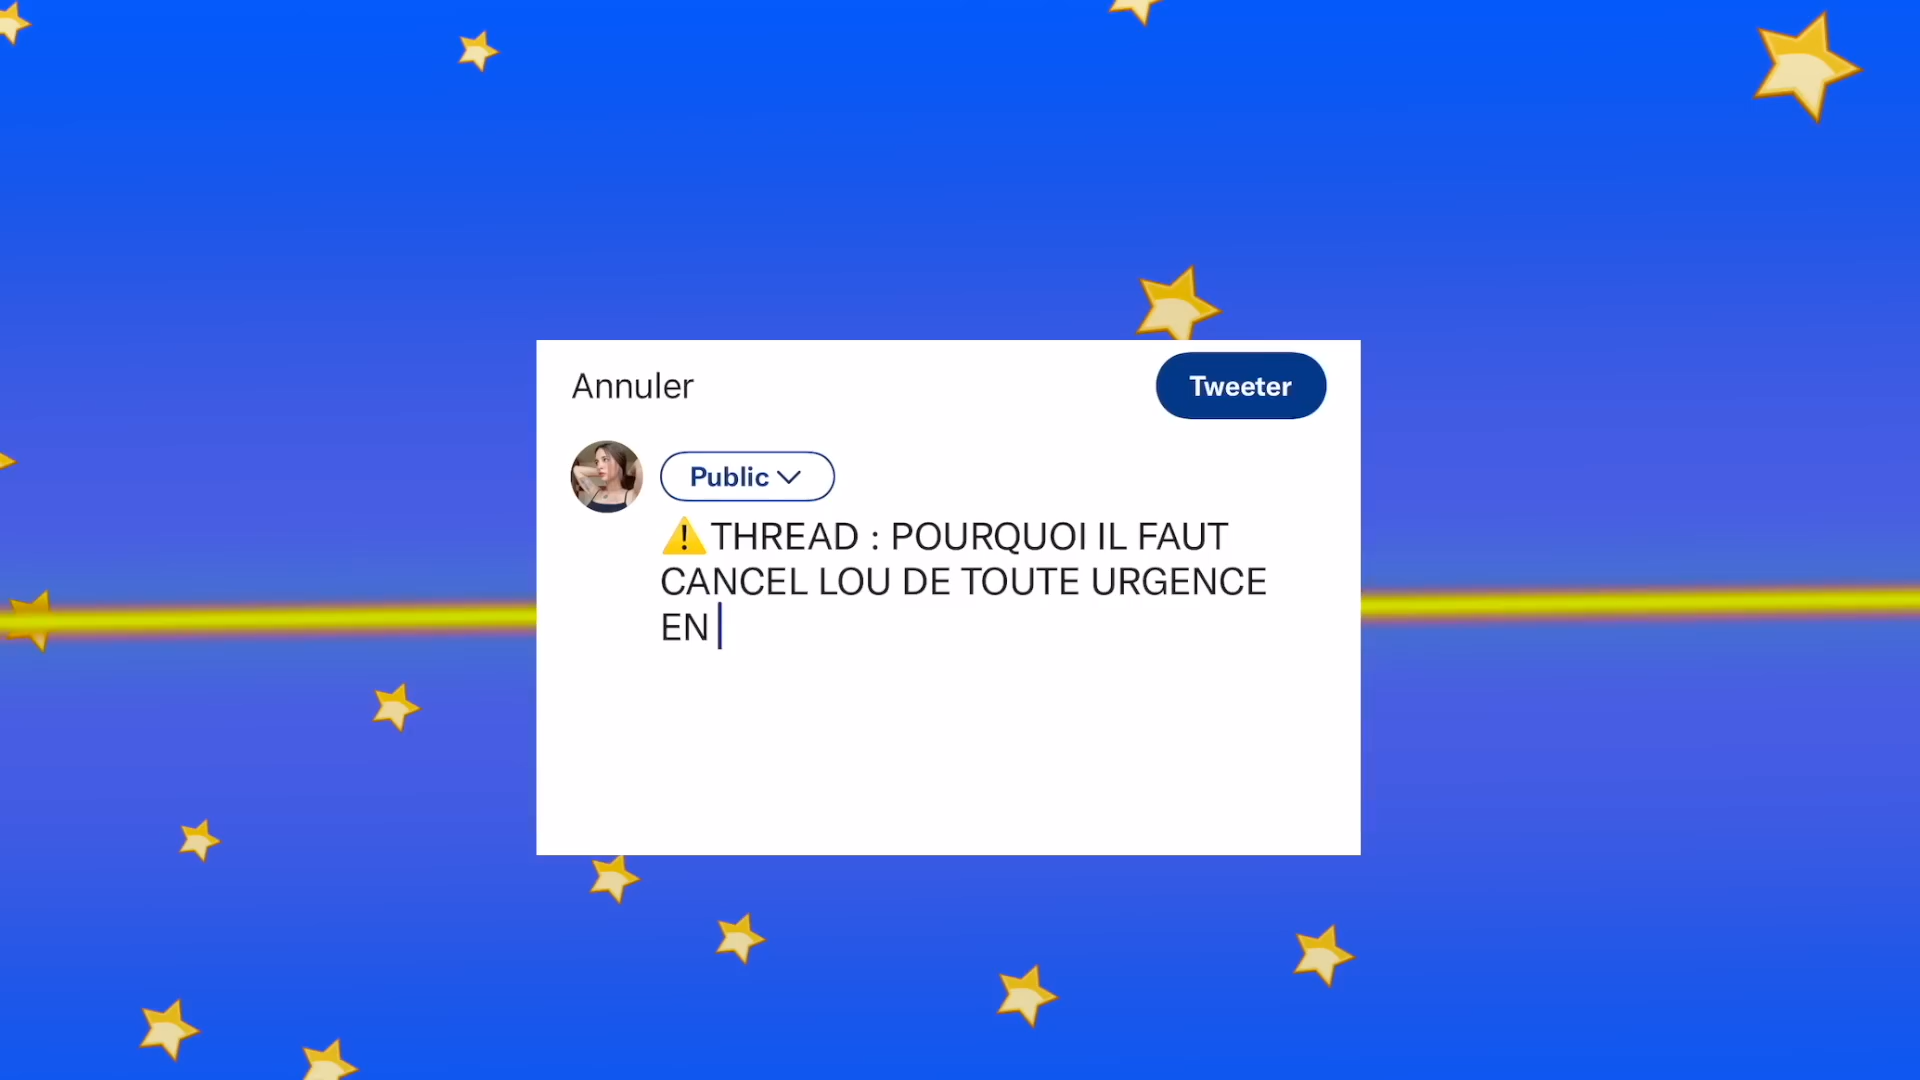 Annuler
Tweeter
Public
⚠️THREAD : POURQUOI IL FAUT
CANCEL LOU DE TOUTE URGENCE
EN